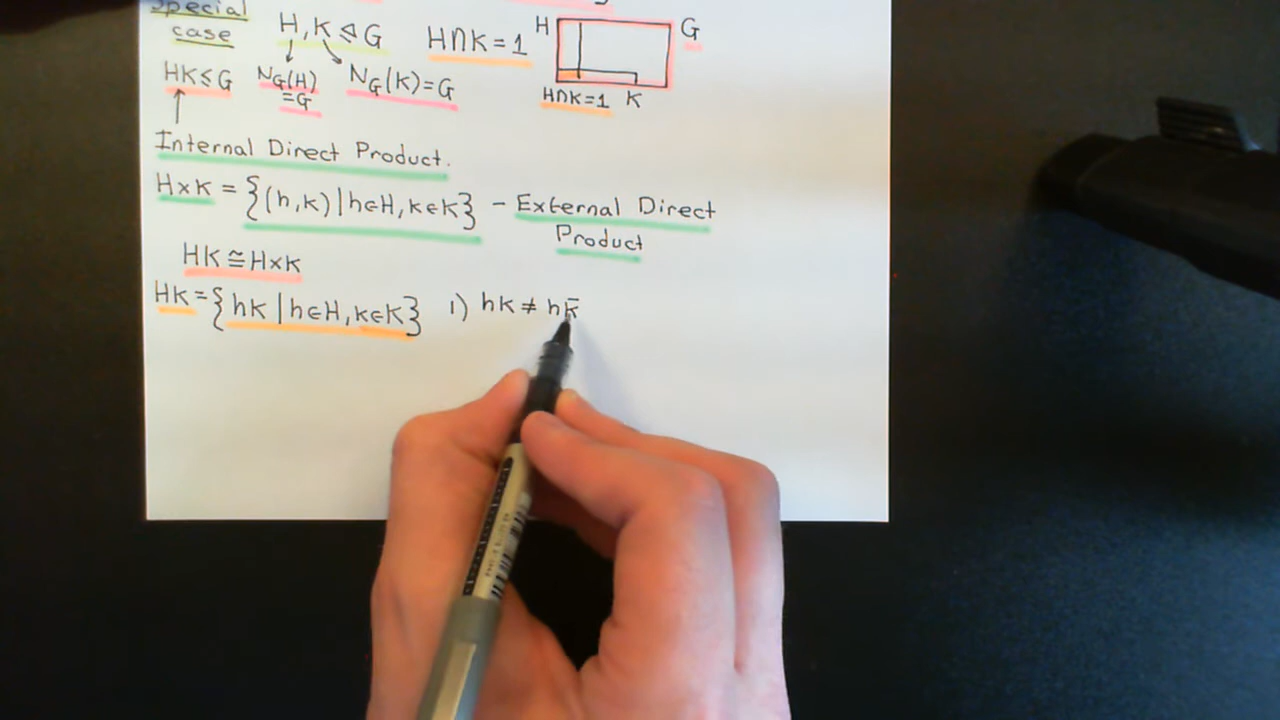 special case H, K ⊲ G H∩K = 1 H G
HK ≤ G N_G(H) = G N_G(K) = G H∩K = 1 K
Internal Direct Product.
H×K = {(h,k) | h∈H, k∈K} – External Direct Product
HK ≅ H×K
HK = {hk | h∈H, k∈K} 1) hk ≠ hk̄